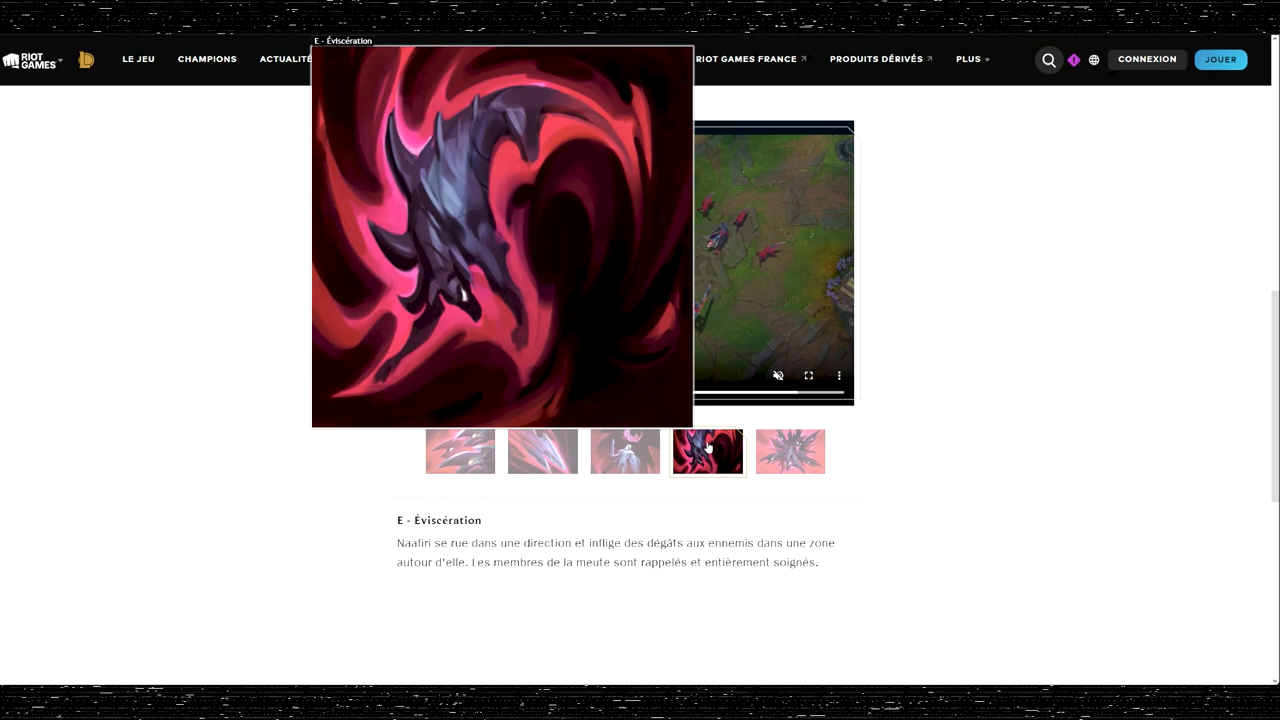 E - Éviscération
RIOT GAMES
LE JEU
CHAMPIONS
ACTUALITÉ
RIOT GAMES FRANCE
PRODUITS DÉRIVÉS
PLUS
CONNEXION
JOUER
E - Éviscération
Naafiri se rue dans une direction et inflige des dégâts aux ennemis dans une zone
autour d'elle. Les membres de la meute sont rappelés et entièrement soignés.